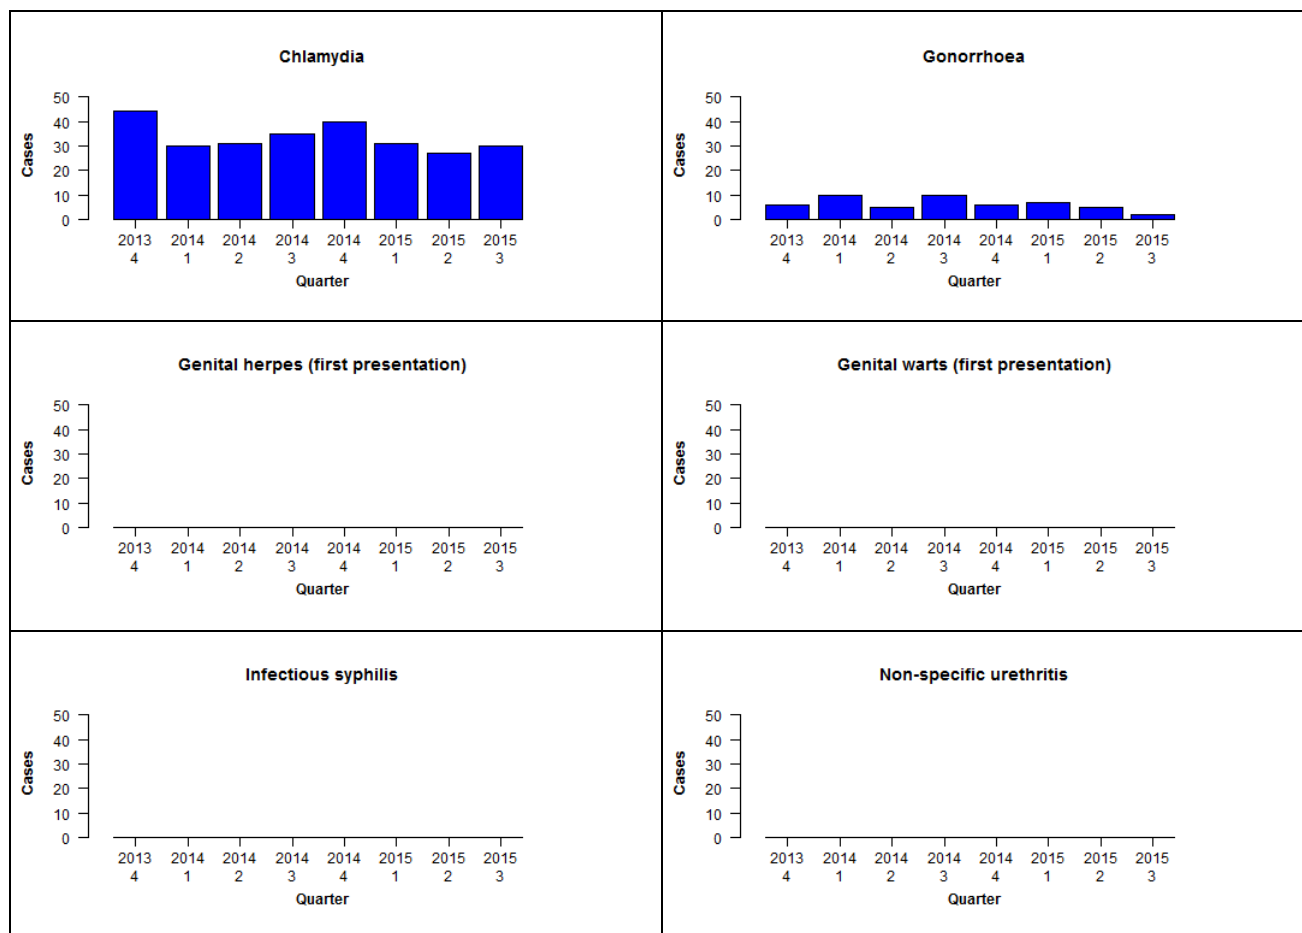 Chlamydia
50
40
30
20
10
0
Cases
2013 2014 2014 2014 2014 2015 2015 2015
4 1 2 3 4 1 2 3
Quarter
Gonorrhoea
50
40
30
20
10
0
Cases
2013 2014 2014 2014 2014 2015 2015 2015
4 1 2 3 4 1 2 3
Quarter
Genital herpes (first presentation)
50
40
30
20
10
0
Cases
2013 2014 2014 2014 2014 2015 2015 2015
4 1 2 3 4 1 2 3
Quarter
Genital warts (first presentation)
50
40
30
20
10
0
Cases
2013 2014 2014 2014 2014 2015 2015 2015
4 1 2 3 4 1 2 3
Quarter
Infectious syphilis
50
40
30
20
10
0
Cases
2013 2014 2014 2014 2014 2015 2015 2015
4 1 2 3 4 1 2 3
Quarter
Non-specific urethritis
50
40
30
20
10
0
Cases
2013 2014 2014 2014 2014 2015 2015 2015
4 1 2 3 4 1 2 3
Quarter